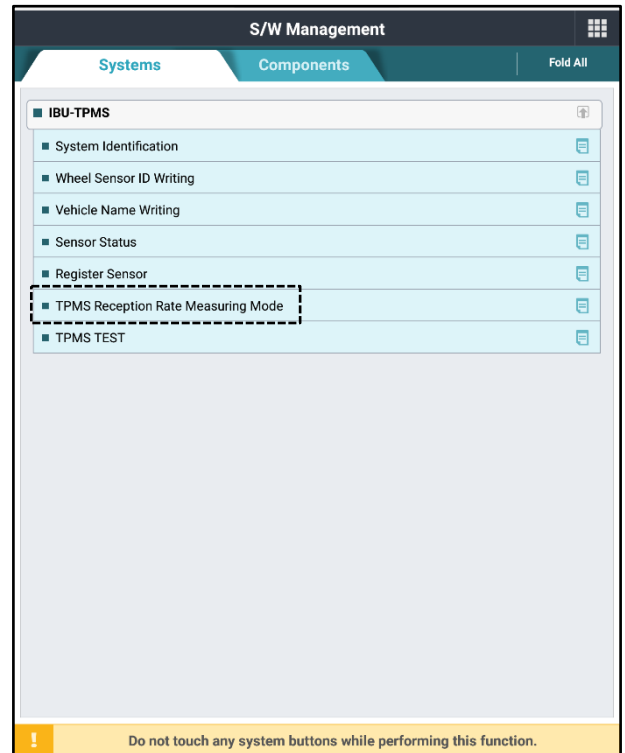 S/W Management
Systems
Components
Fold All
IBU-TPMS
System Identification
Wheel Sensor ID Writing
Vehicle Name Writing
Sensor Status
Register Sensor
TPMS Reception Rate Measuring Mode
TPMS TEST
! Do not touch any system buttons while performing this function.